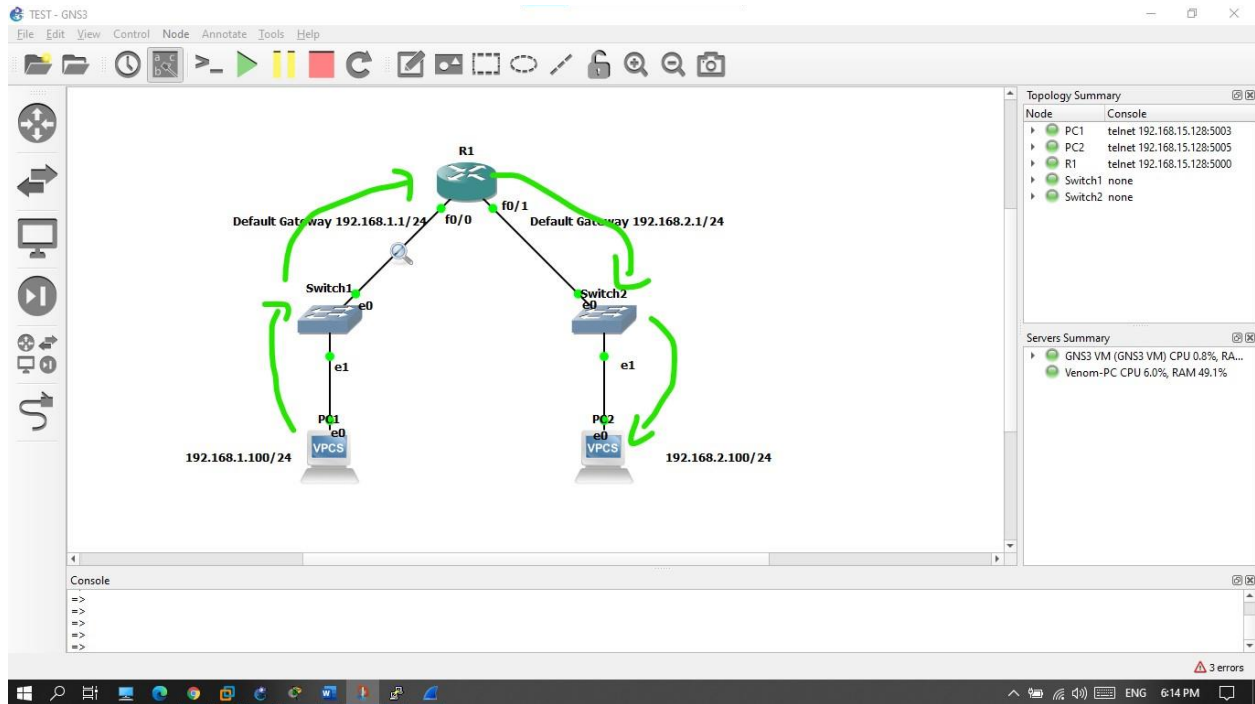 TEST - GNS3
File Edit View Control Node Annotate Tools Help
Topology Summary
Node Console
PC1 telnet 192.168.15.128:5003
PC2 telnet 192.168.15.128:5005
R1 telnet 192.168.15.128:5000
Switch1 none
Switch2 none
R1
f0/0
f0/1
Default Gateway 192.168.1.1/24
Default Gateway 192.168.2.1/24
Switch1
e0
Switch2
e0
e1
e1
PC1
e0
VPCS
PC2
e0
VPCS
192.168.1.100/24
192.168.2.100/24
Servers Summary
GNS3 VM (GNS3 VM) CPU 0.8%, RA...
Venom-PC CPU 6.0%, RAM 49.1%
Console
=>
=>
=>
=>
=>
3 errors
ENG 6:14 PM